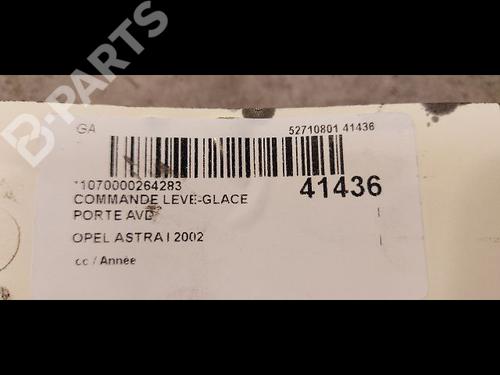 B-PARTS
GA
52710801 41436
*1070000264283
41436
COMMANDE LEVE-GLACE
PORTE AVD
OPEL ASTRA I 2002
cc / Année